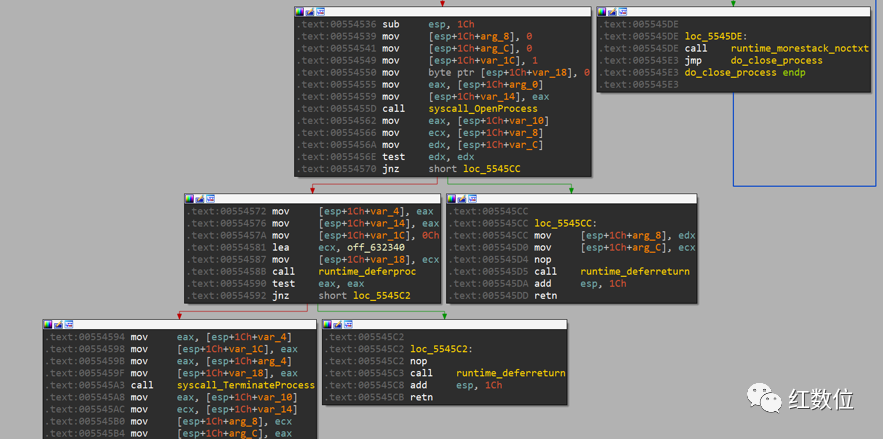 .text:00554536 sub esp, 1Ch
.text:00554539 mov [esp+1Ch+arg_8], 0
.text:00554541 mov [esp+1Ch+arg_C], 0
.text:00554549 mov [esp+1Ch+var_1C], 1
.text:00554550 mov byte ptr [esp+1Ch+var_18], 0
.text:00554555 mov eax, [esp+1Ch+arg_0]
.text:00554559 mov [esp+1Ch+var_14], eax
.text:0055455D call syscall_OpenProcess
.text:00554562 mov eax, [esp+1Ch+var_10]
.text:00554566 mov ecx, [esp+1Ch+var_8]
.text:0055456A mov edx, [esp+1Ch+var_C]
.text:0055456E test edx, edx
.text:00554570 jnz short loc_5545CC
.text:005545DE
.text:005545DE loc_5545DE:
.text:005545DE call runtime_morestack_noctxt
.text:005545E3 jmp do_close_process
.text:005545E3 do_close_process endp
.text:005545E3
.text:00554572 mov [esp+1Ch+var_4], eax
.text:00554576 mov [esp+1Ch+var_14], eax
.text:0055457A mov [esp+1Ch+var_1C], 0Ch
.text:00554581 lea ecx, off_632340
.text:00554587 mov [esp+1Ch+var_18], ecx
.text:0055458B call runtime_deferproc
.text:00554590 test eax, eax
.text:00554592 jnz short loc_5545C2
.text:005545CC
.text:005545CC loc_5545CC:
.text:005545CC mov [esp+1Ch+arg_8], edx
.text:005545D0 mov [esp+1Ch+arg_C], ecx
.text:005545D4 nop
.text:005545D5 call runtime_deferreturn
.text:005545DA add esp, 1Ch
.text:005545DD retn
.text:00554594 mov eax, [esp+1Ch+var_4]
.text:00554598 mov [esp+1Ch+var_1C], eax
.text:0055459B mov eax, [esp+1Ch+arg_4]
.text:0055459F mov [esp+1Ch+var_18], eax
.text:005545A3 call syscall_TerminateProcess
.text:005545A8 mov eax, [esp+1Ch+var_10]
.text:005545AC mov ecx, [esp+1Ch+var_14]
.text:005545B0 mov [esp+1Ch+arg_8], ecx
.text:005545B4 mov [esp+1Ch+arg_C], eax
.text:005545C2
.text:005545C2 loc_5545C2:
.text:005545C2 nop
.text:005545C3 call runtime_deferreturn
.text:005545C8 add esp, 1Ch
.text:005545CB retn
红数位